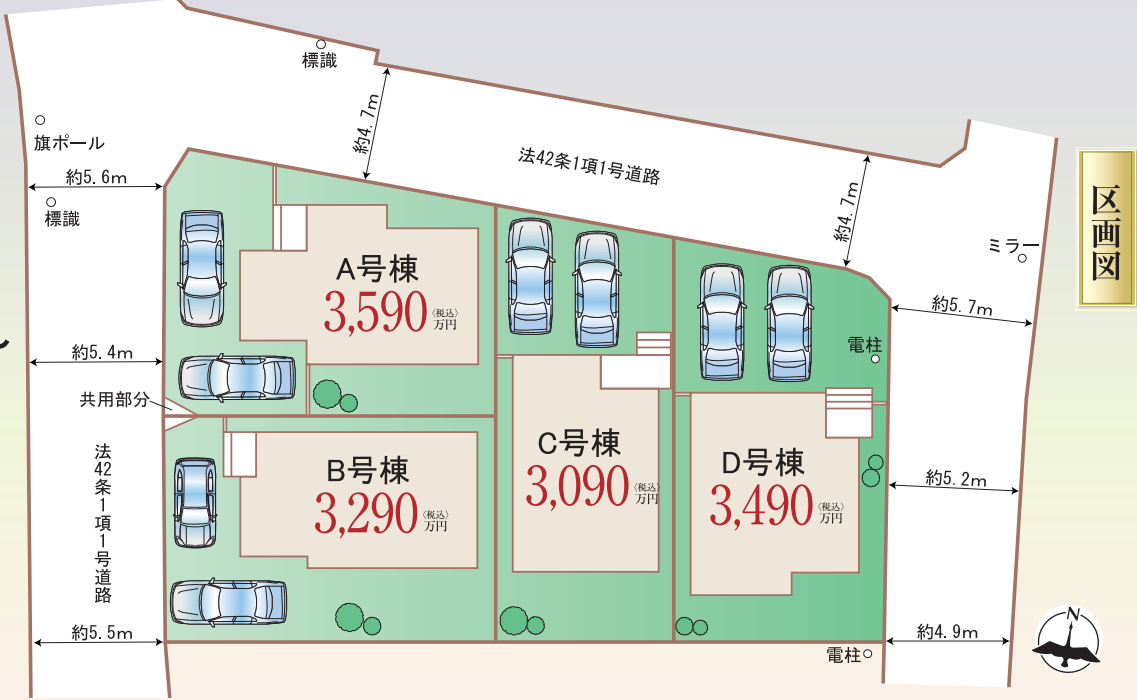 標識
旗ポール
約4.7m
法42条1項1号道路
約5.6m
標識
約4.7m
ミラー
区画図
A号棟
3,590〈税込〉万円
約5.7m
約5.4m
電柱
共用部分
法42条1項1号道路
B号棟
3,290〈税込〉万円
C号棟
3,090〈税込〉万円
D号棟
3,490〈税込〉万円
約5.2m
約5.5m
約4.9m
電柱
N